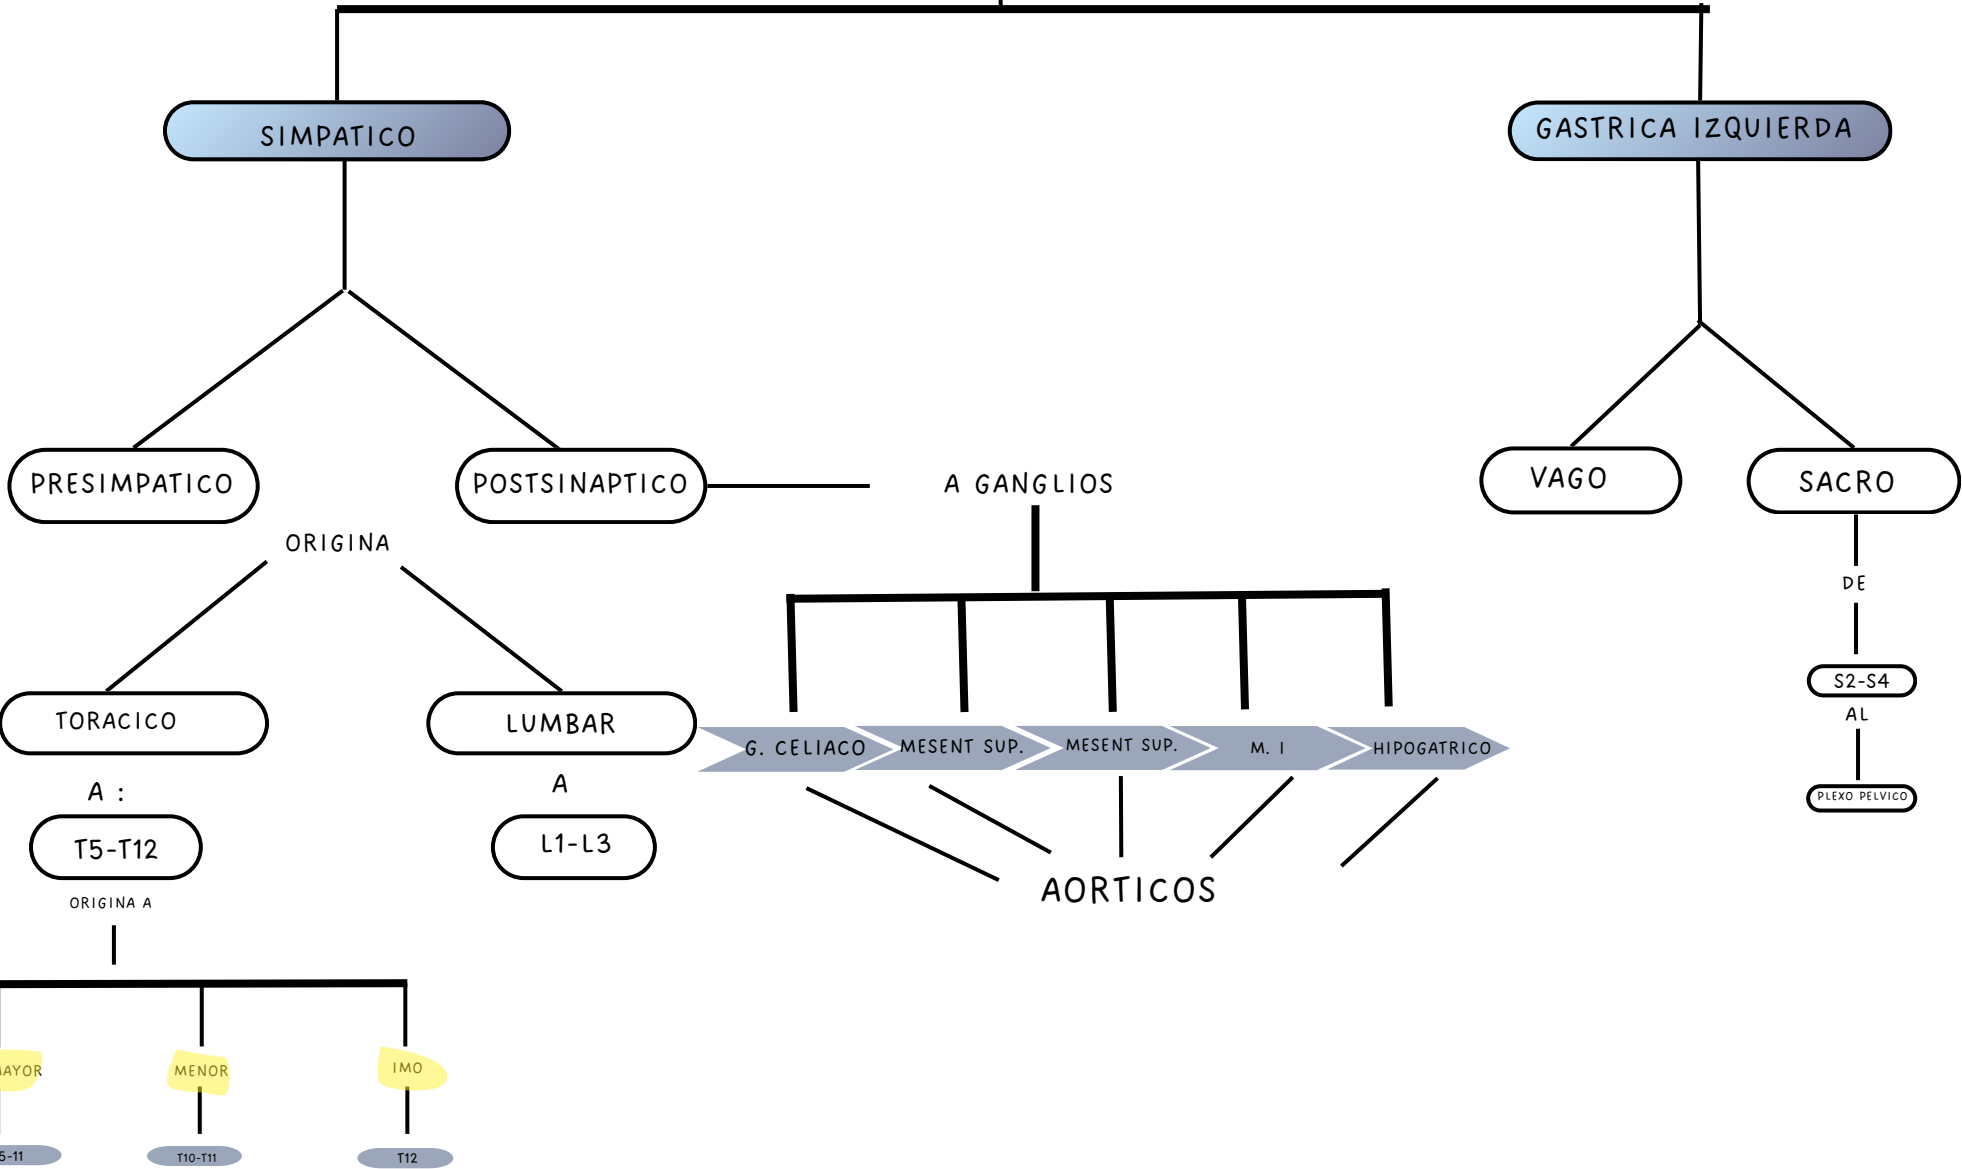 SIMPATICO
GASTRICA IZQUIERDA
PRESIMPATICO
POSTSINAPTICO
A GANGLIOS
VAGO
SACRO
ORIGINA
DE
TORACICO
LUMBAR
S2-S4
AL
G. CELIACO
MESENT SUP.
MESENT SUP.
M. I
HIPOGATRICO
A :
A
PLEXO PELVICO
T5-T12
L1-L3
AORTICOS
ORIGINA A
MENOR
IMO
T10-T11
T12